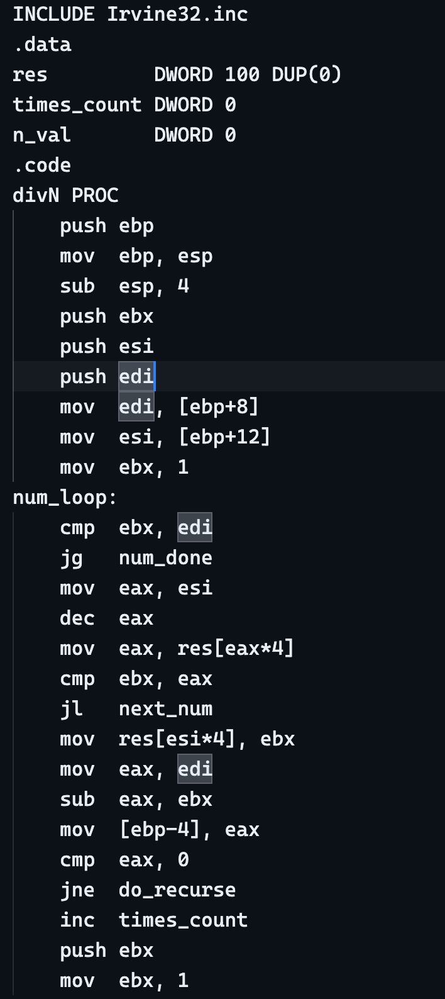 INCLUDE Irvine32.inc
.data
res         DWORD 100 DUP(0)
times_count DWORD 0
n_val       DWORD 0
.code
divN PROC
    push ebp
    mov  ebp, esp
    sub  esp, 4
    push ebx
    push esi
    push edi
    mov  edi, [ebp+8]
    mov  esi, [ebp+12]
    mov  ebx, 1
num_loop:
    cmp  ebx, edi
    jg   num_done
    mov  eax, esi
    dec  eax
    mov  eax, res[eax*4]
    cmp  ebx, eax
    jl   next_num
    mov  res[esi*4], ebx
    mov  eax, edi
    sub  eax, ebx
    mov  [ebp-4], eax
    cmp  eax, 0
    jne  do_recurse
    inc  times_count
    push ebx
    mov  ebx, 1